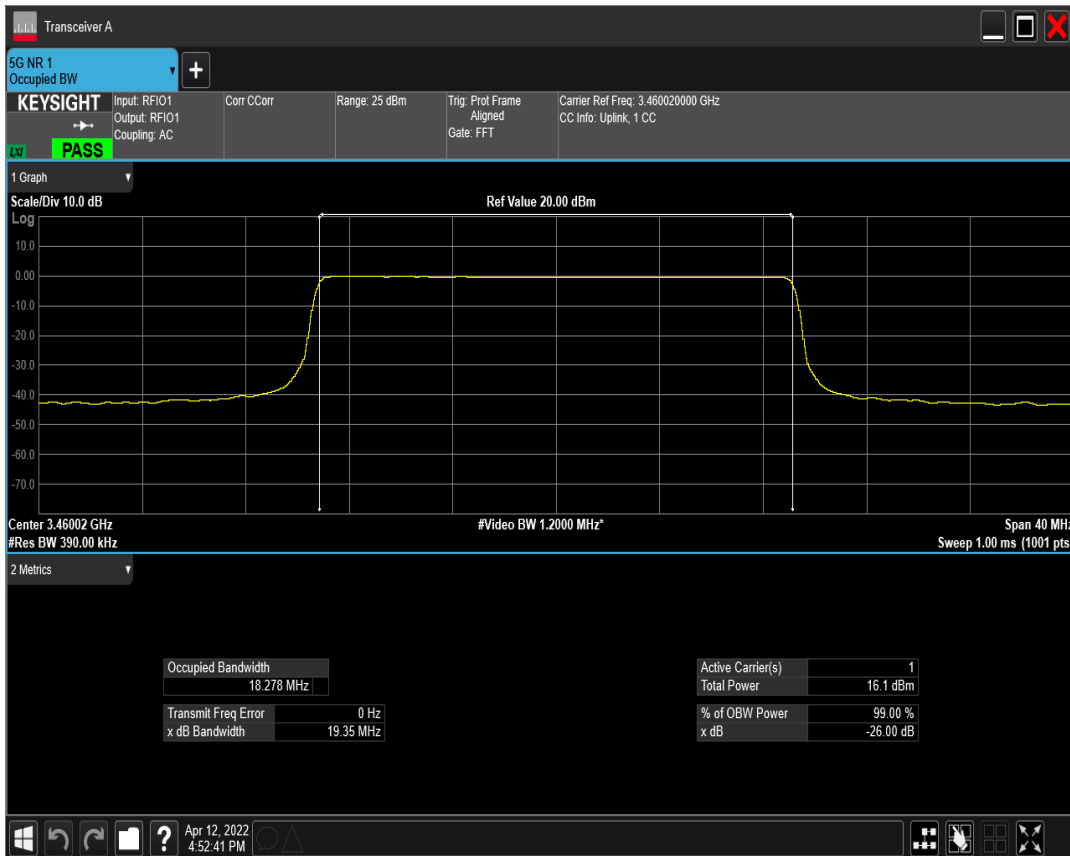 Transceiver A
5G NR 1
Occupied BW
KEYSIGHT
Input: RFIO1
Output: RFIO1
Coupling: AC
Corr CCorr
Range: 25 dBm
Trig: Prot Frame
Aligned
Gate: FFT
Carrier Ref Freq: 3.460020000 GHz
CC Info: Uplink, 1 CC
LXI
PASS
1 Graph
Scale/Div 10.0 dB
Ref Value 20.00 dBm
Log
10.0
0.00
-10.0
-20.0
-30.0
-40.0
-50.0
-60.0
-70.0
Center 3.46002 GHz
#Video BW 1.2000 MHz*
Span 40 MHz
#Res BW 390.00 kHz
Sweep 1.00 ms (1001 pts
2 Metrics
Occupied Bandwidth
18.278 MHz
Transmit Freq Error 0 Hz
x dB Bandwidth 19.35 MHz
Active Carrier(s) 1
Total Power 16.1 dBm
% of OBW Power 99.00 %
x dB -26.00 dB
?
Apr 12, 2022
4:52:41 PM